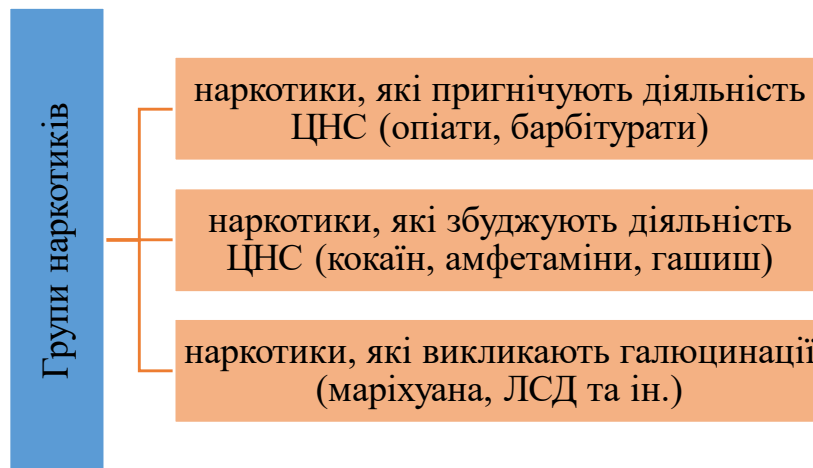 Групи наркотиків
наркотики, які пригнічують діяльність
ЦНС (опіати, барбітурати)
наркотики, які збуджують діяльність
ЦНС (кокаїн, амфетаміни, гашиш)
наркотики, які викликають галюцинації
(маріхуана, ЛСД та ін.)